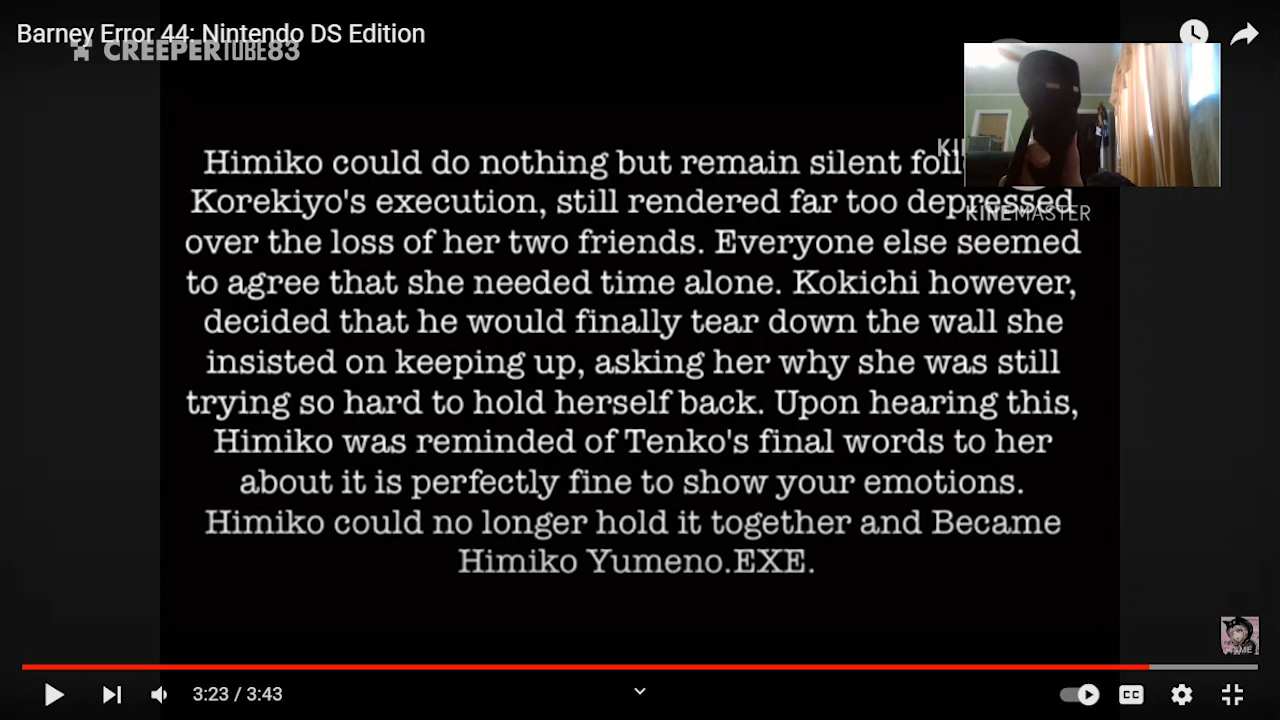 Barney Error 44: Nintendo DS Edition
CREEPERTUBE83
Himiko could do nothing but remain silent
Korekiyo's execution, still rendered far too depressed
KINEMASTER
over the loss of her two friends. Everyone else seemed
to agree that she needed time alone. Kokichi however,
decided that he would finally tear down the wall she
insisted on keeping up, asking her why she was still
trying so hard to hold herself back. Upon hearing this,
Himiko was reminded of Tenko's final words to her
about it is perfectly fine to show your emotions.
Himiko could no longer hold it together and Became
Himiko Yumeno.EXE.
3:23 / 3:43
CC